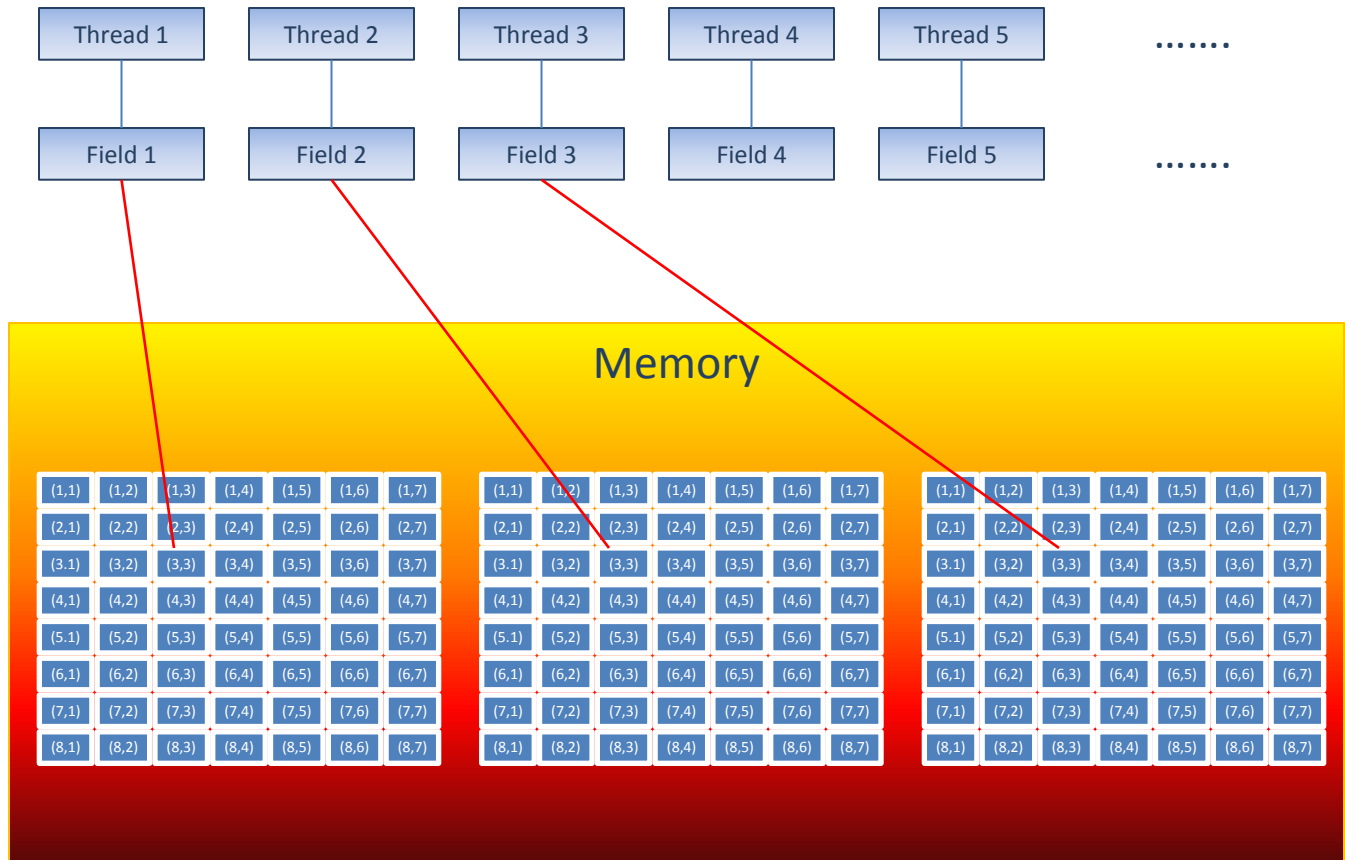 Thread 1 Thread 2 Thread 3 Thread 4 Thread 5 …….
Field 1 Field 2 Field 3 Field 4 Field 5 …….
Memory
(1,1) (1,2) (1,3) (1,4) (1,5) (1,6) (1,7) (1,1) (1,2) (1,3) (1,4) (1,5) (1,6) (1,7) (1,1) (1,2) (1,3) (1,4) (1,5) (1,6) (1,7)
(2,1) (2,2) (2,3) (2,4) (2,5) (2,6) (2,7) (2,1) (2,2) (2,3) (2,4) (2,5) (2,6) (2,7) (2,1) (2,2) (2,3) (2,4) (2,5) (2,6) (2,7)
(3.1) (3,2) (3,3) (3,4) (3,5) (3,6) (3,7) (3.1) (3,2) (3,3) (3,4) (3,5) (3,6) (3,7) (3.1) (3,2) (3,3) (3,4) (3,5) (3,6) (3,7)
(4,1) (4,2) (4,3) (4,4) (4,5) (4,6) (4,7) (4,1) (4,2) (4,3) (4,4) (4,5) (4,6) (4,7) (4,1) (4,2) (4,3) (4,4) (4,5) (4,6) (4,7)
(5.1) (5,2) (5,3) (5,4) (5,5) (5,6) (5,7) (5.1) (5,2) (5,3) (5,4) (5,5) (5,6) (5,7) (5.1) (5,2) (5,3) (5,4) (5,5) (5,6) (5,7)
(6,1) (6,2) (6,3) (6,4) (6,5) (6,6) (6,7) (6,1) (6,2) (6,3) (6,4) (6,5) (6,6) (6,7) (6,1) (6,2) (6,3) (6,4) (6,5) (6,6) (6,7)
(7,1) (7,2) (7,3) (7,4) (7,5) (7,6) (7,7) (7,1) (7,2) (7,3) (7,4) (7,5) (7,6) (7,7) (7,1) (7,2) (7,3) (7,4) (7,5) (7,6) (7,7)
(8,1) (8,2) (8,3) (8,4) (8,5) (8,6) (8,7) (8,1) (8,2) (8,3) (8,4) (8,5) (8,6) (8,7) (8,1) (8,2) (8,3) (8,4) (8,5) (8,6) (8,7)